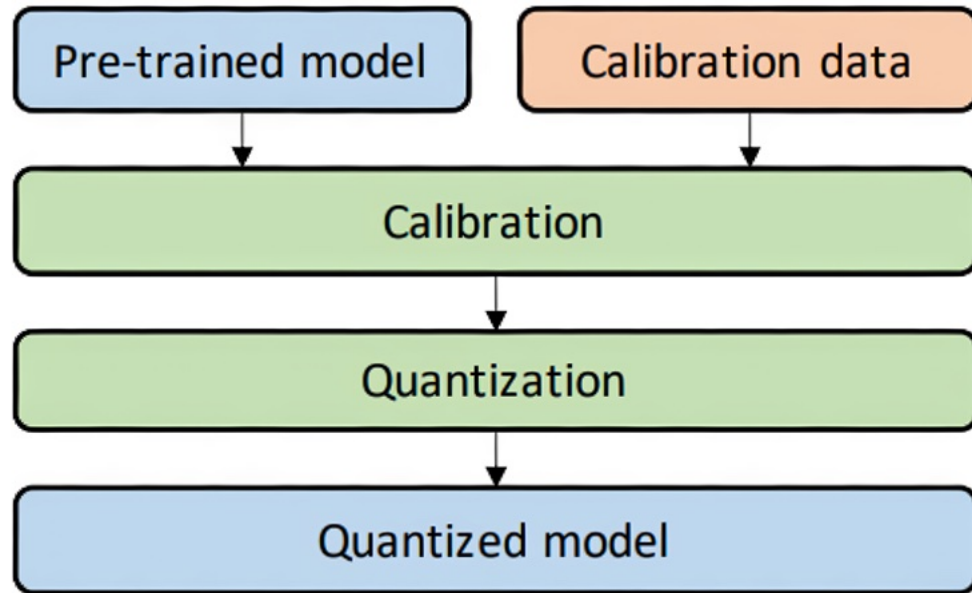 Pre-trained model
Calibration data
Calibration
Quantization
Quantized model